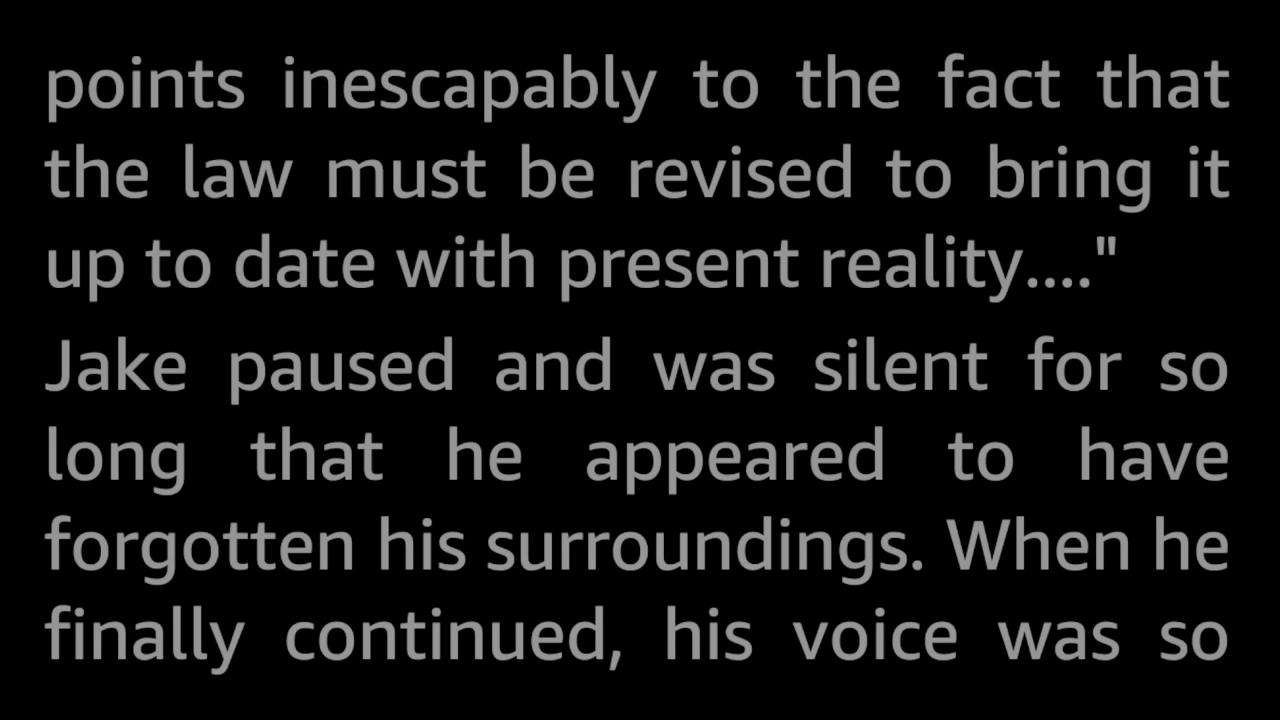 points inescapably to the fact that
the law must be revised to bring it
up to date with present reality...."
Jake paused and was silent for so
long that he appeared to have
forgotten his surroundings. When he
finally continued, his voice was so